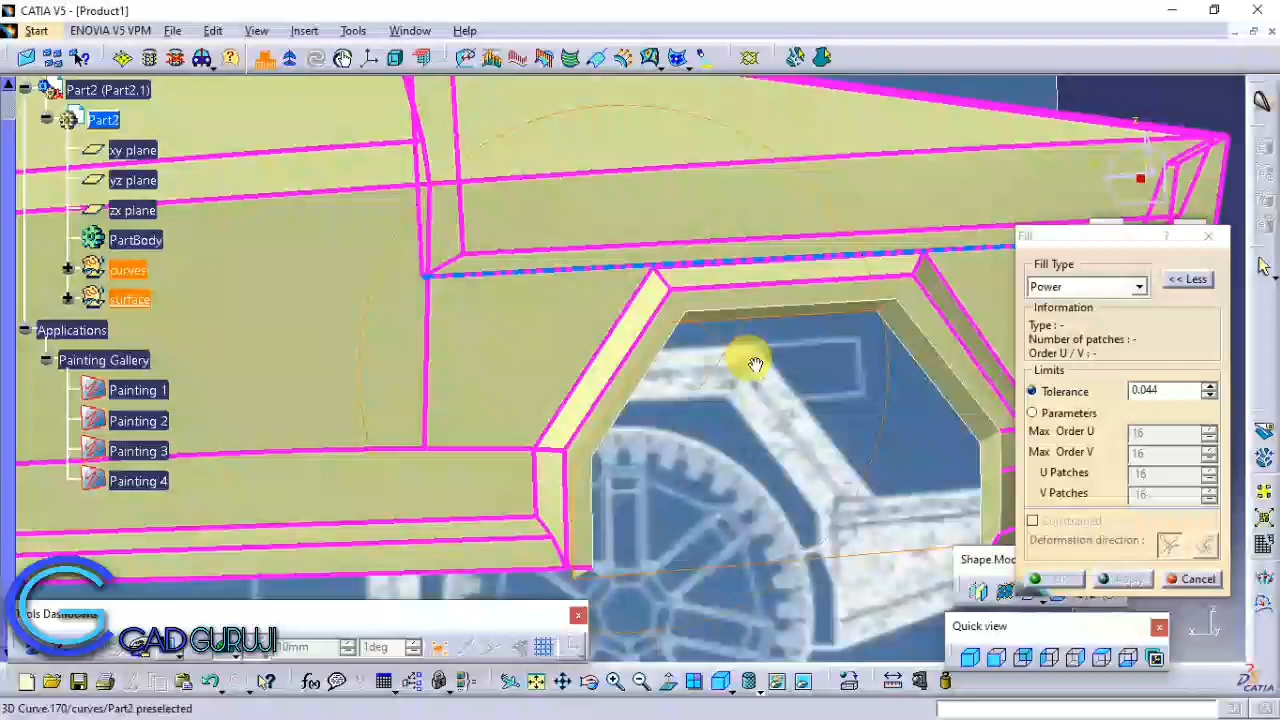 CATIA V5 - [Product1]
Start ENOVIA V5 VPM File Edit View Insert Tools Window Help
Part2 (Part2.1)
Part2
xy plane
yz plane
zx plane
PartBody
curves
surface
Applications
Painting Gallery
Painting 1
Painting 2
Painting 3
Painting 4
Fill
Fill Type
Power
<< Less
Information
Type : -
Number of patches : -
Order U / V : -
Limits
Tolerance 0.044
Parameters
Max Order U 16
Max Order V 16
U Patches 16
V Patches 16
Constrained
Deformation direction :
OK Apply Cancel
Quick view
1deg
CAD GURUJI
3D Curve.170/curves/Part2 preselected
CATIA